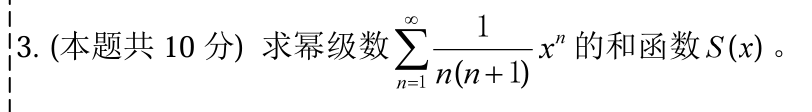 3. (本题共 10 分) 求幂级数 $\sum_{n=1}^{\infty} \frac{1}{n(n+1)} x^n$ 的和函数 $S(x)$ 。